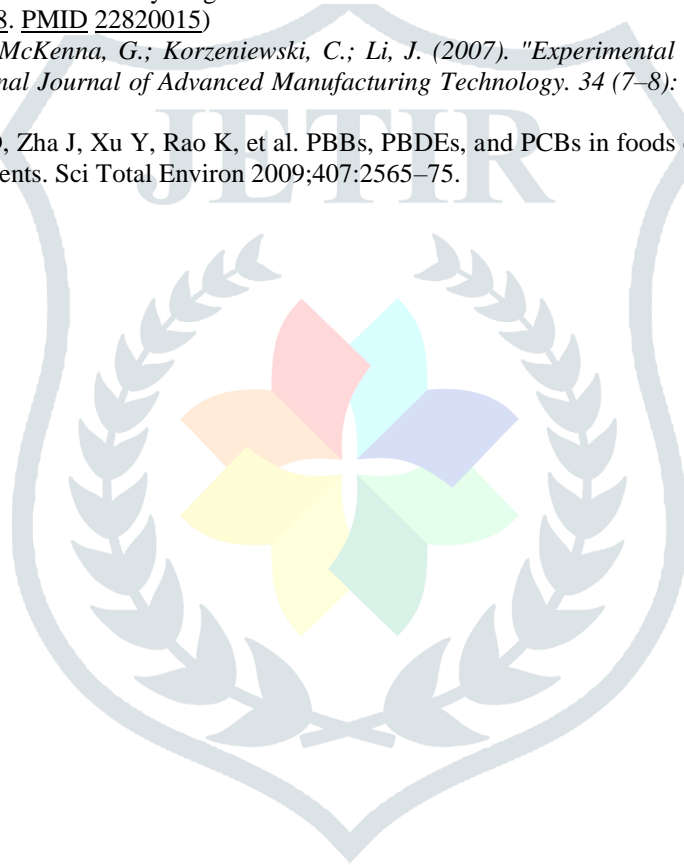 8. PMID 22820015)
McKenna, G.; Korzeniewski, C.; Li, J. (2007). "Experimental
nal Journal of Advanced Manufacturing Technology. 34 (7–8):
, Zha J, Xu Y, Rao K, et al. PBBs, PBDEs, and PCBs in foods
ents. Sci Total Environ 2009;407:2565–75.
JETIR